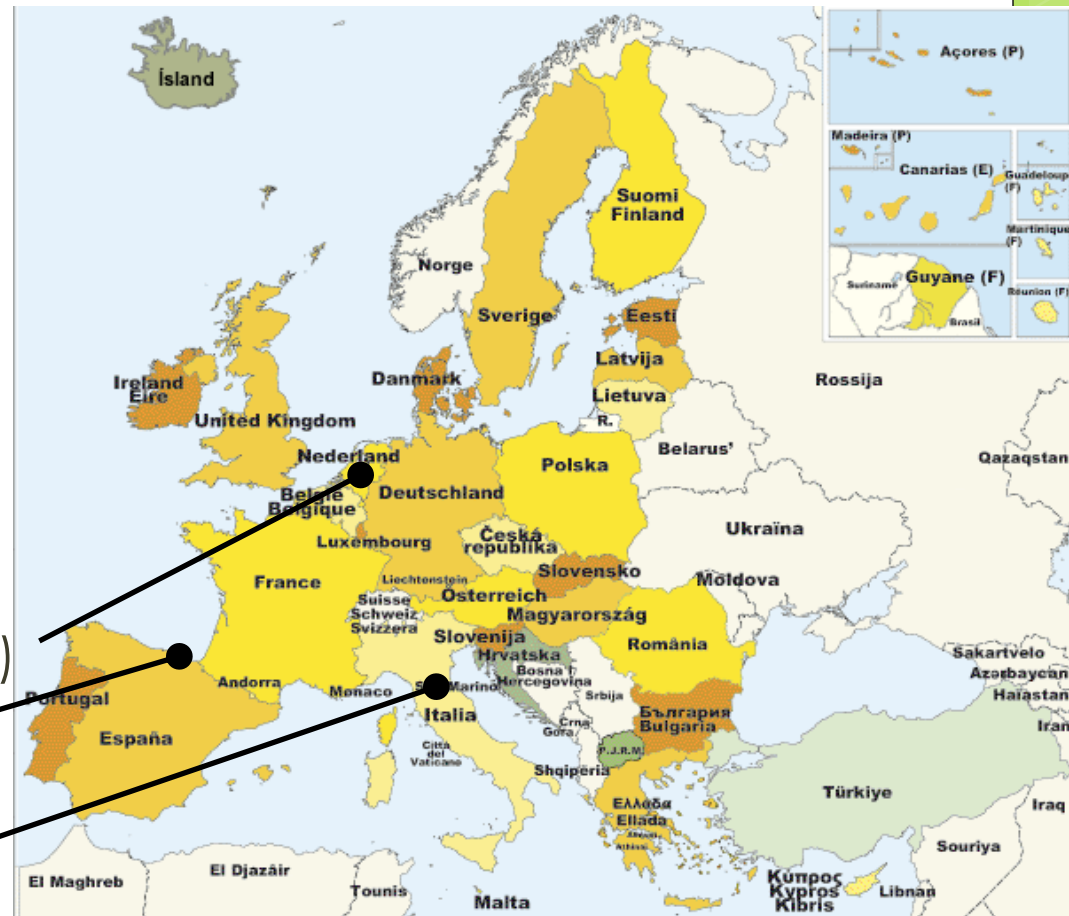 Ísland
Açores (P)
Madeira (P)
Canarias (E)
Guadeloupe
(F)
Martinique
(F)
Suriname
Guyane (F)
Réunion (F)
Brasil
Suomi
Finland
Norge
Sverige
Eesti
Latvija
Lietuva
R.
Danmark
Rossija
Ireland
Éire
United Kingdom
Nederland
Belarus'
Polska
Qazaqstan
België
Belgique
Deutschland
Ukraïna
Luxembourg
Česká
republika
Slovensko
Moldova
France
Liechtenstein
Österreich
Suisse
Schweiz
Svizzera
Magyarország
România
Slovenija
Hrvatska
Bosna i
Hercegovina
Srbija
Sakartvelo
Azərbaycan
Haïastan
Iran
)
Portugal
Andorra
Monaco
S. Marino
España
Italia
Città
del
Vaticano
Crna
Gora
България
Bulgaria
P.J.R.M.
Shqipëria
Türkiye
Iraq
Ελλάδα
Ellada
Souriya
El Maghreb
El Djazâir
Tounis
Malta
Κύπρος
Kypros
Kibris
Libnan